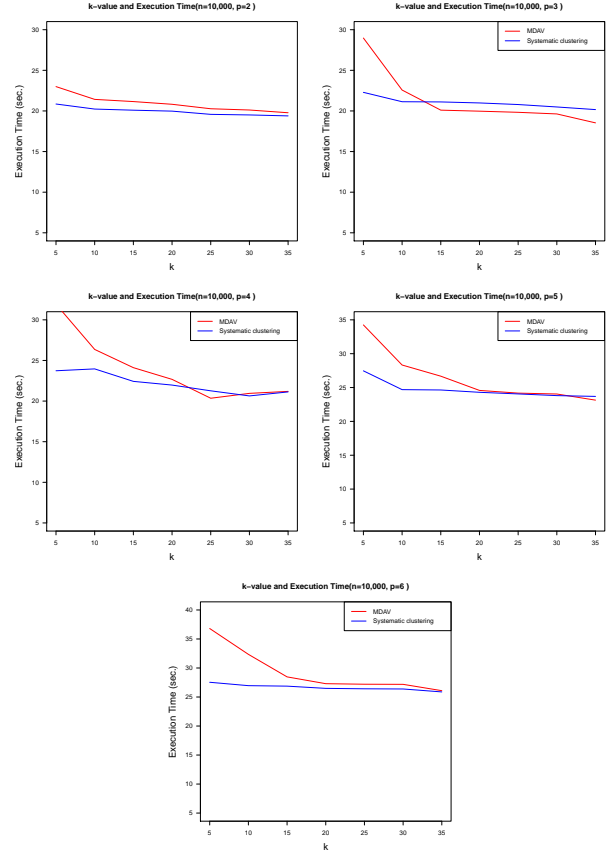 k−value and Execution Time(n=10,000, p=2 )
Execution Time (sec.)
30
25
20
15
10
5
5 10 15 20 25 30 35
k
k−value and Execution Time(n=10,000, p=3 )
MDAV
Systematic clustering
Execution Time (sec.)
30
25
20
15
10
5
5 10 15 20 25 30 35
k
k−value and Execution Time(n=10,000, p=4 )
MDAV
Systematic clustering
Execution Time (sec.)
30
25
20
15
10
5
5 10 15 20 25 30 35
k
k−value and Execution Time(n=10,000, p=5 )
MDAV
Systematic clustering
Execution Time (sec.)
35
30
25
20
15
10
5
5 10 15 20 25 30 35
k
k−value and Execution Time(n=10,000, p=6 )
MDAV
Systematic clustering
Execution Time (sec.)
40
35
30
25
20
15
10
5
5 10 15 20 25 30 35
k